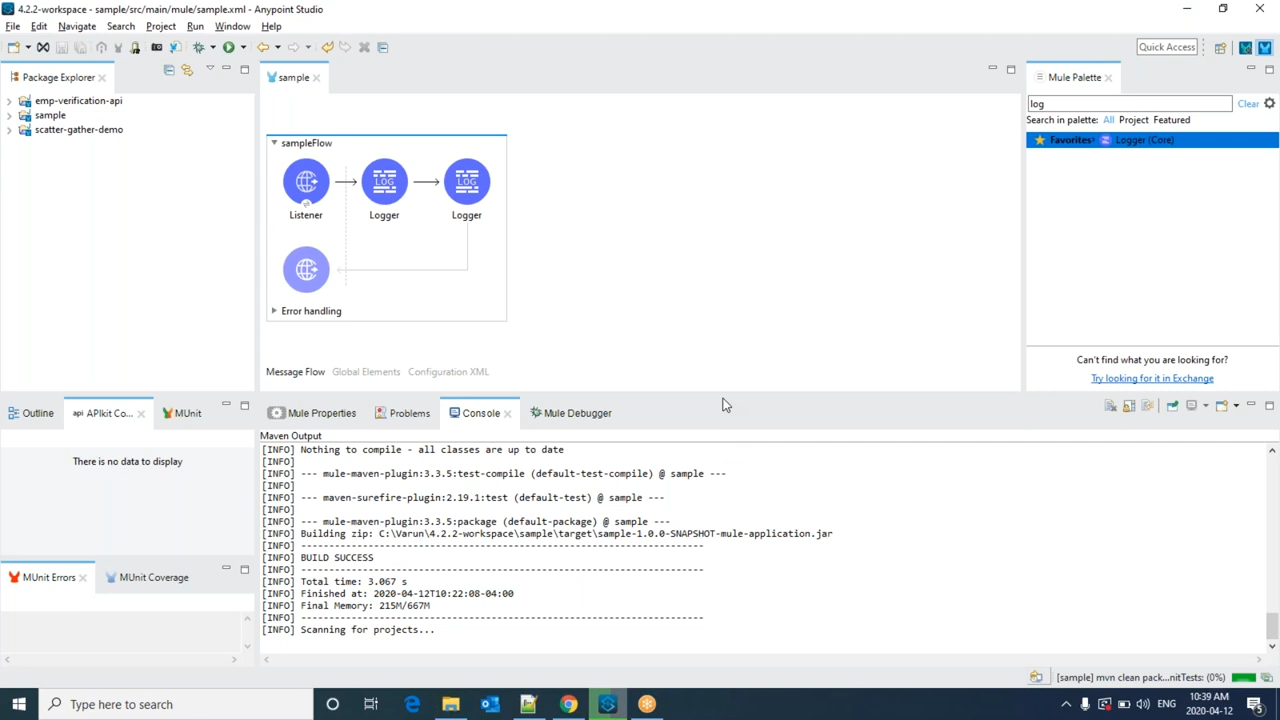 4.2.2-workspace - sample/src/main/mule/sample.xml - Anypoint Studio
File Edit Navigate Search Project Run Window Help
Quick Access
Package Explorer
sample
Mule Palette
emp-verification-api
sample
scatter-gather-demo
log
Clear
Search in palette: All Project Featured
Favorites Logger (Core)
sampleFlow
LOG
LOG
Listener
Logger
Logger
Error handling
Can't find what you are looking for?
Try looking for it in Exchange
Message Flow Global Elements Configuration XML
Outline
api APIkit Co...
MUnit
Mule Properties
Problems
Console
Mule Debugger
There is no data to display
Maven Output
[INFO] Nothing to compile - all classes are up to date
[INFO]
[INFO] --- mule-maven-plugin:3.3.5:test-compile (default-test-compile) @ sample ---
[INFO]
[INFO] --- maven-surefire-plugin:2.19.1:test (default-test) @ sample ---
[INFO]
[INFO] --- mule-maven-plugin:3.3.5:package (default-package) @ sample ---
[INFO] Building zip: C:\Varun\4.2.2-workspace\sample\target\sample-1.0.0-SNAPSHOT-mule-application.jar
[INFO] ------------------------------------------------------------------------
[INFO] BUILD SUCCESS
[INFO] ------------------------------------------------------------------------
[INFO] Total time: 3.067 s
[INFO] Finished at: 2020-04-12T10:22:08-04:00
[INFO] Final Memory: 215M/667M
[INFO] ------------------------------------------------------------------------
[INFO] Scanning for projects...
MUnit Errors
MUnit Coverage
[sample] mvn clean pack...nitTests: (0%)
Type here to search
ENG
10:39 AM
2020-04-12
5